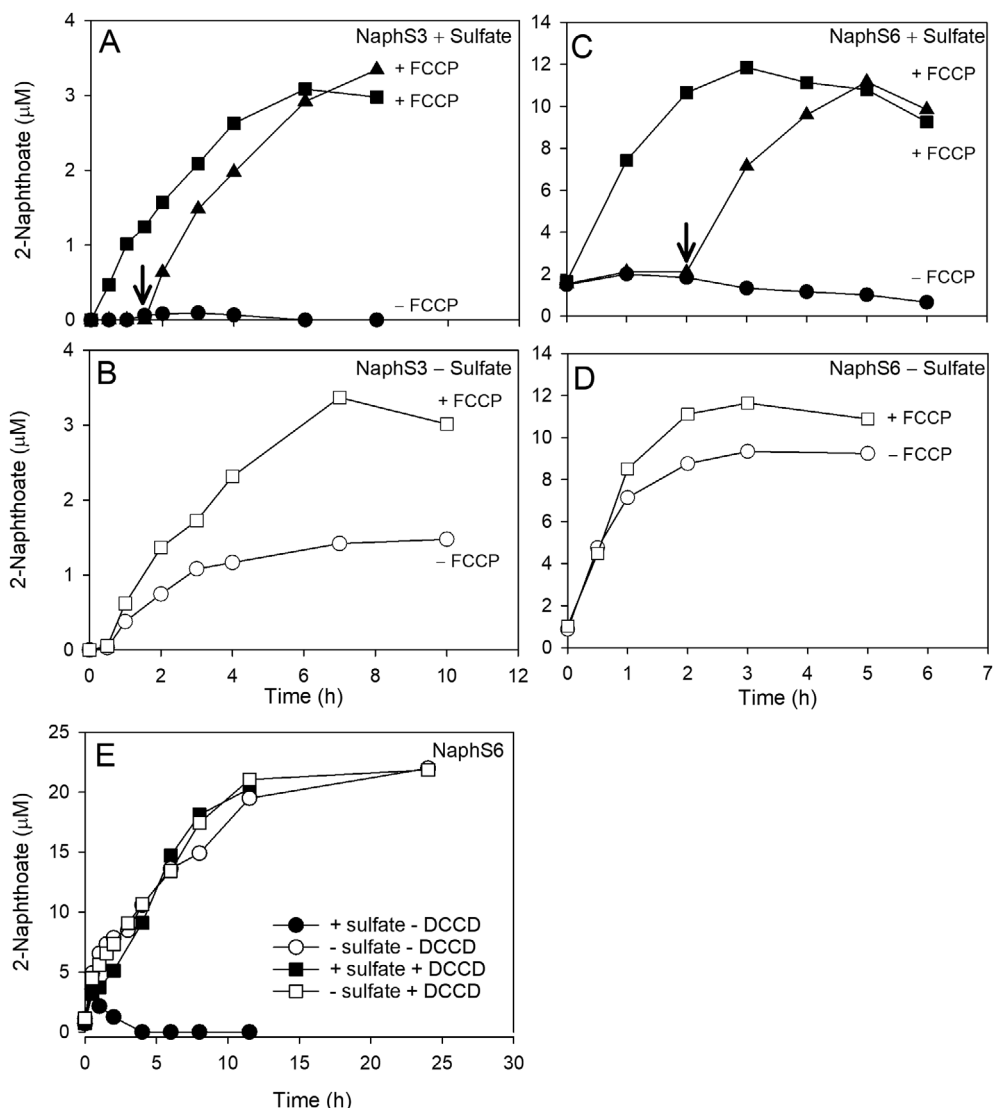 A
NaphS3 + Sulfate
+ FCCP
+ FCCP
− FCCP
2-Naphthoate (μM)
4
3
2
1
0
C
NaphS6 + Sulfate
+ FCCP
+ FCCP
− FCCP
14
12
10
8
6
4
2
0
B
NaphS3 − Sulfate
+ FCCP
− FCCP
2-Naphthoate (μM)
4
3
2
1
0
0 2 4 6 8 10 12
Time (h)
D
NaphS6 − Sulfate
+ FCCP
− FCCP
14
12
10
8
6
4
2
0
0 1 2 3 4 5 6 7
Time (h)
E
NaphS6
2-Naphthoate (μM)
25
20
15
10
5
0
+ sulfate - DCCD
- sulfate - DCCD
+ sulfate + DCCD
- sulfate + DCCD
0 5 10 15 20 25 30
Time (h)